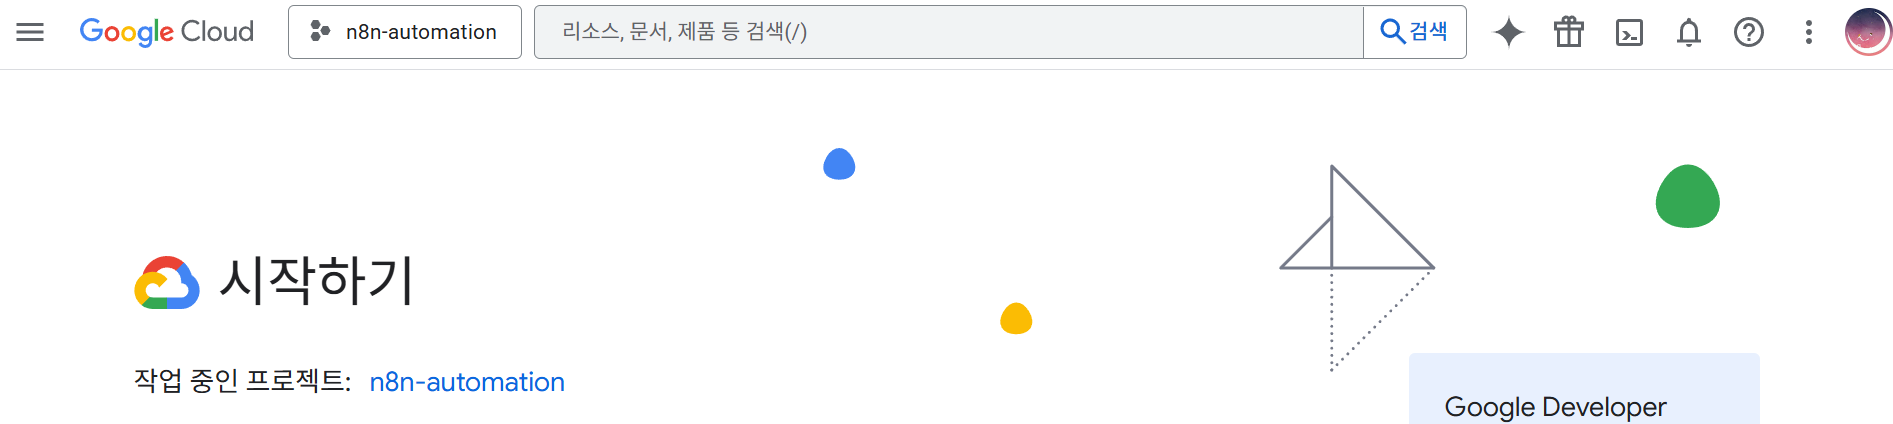 Google Cloud
n8n-automation
리소스, 문서, 제품 등 검색(/)
검색
시작하기
작업 중인 프로젝트: n8n-automation
Google Developer